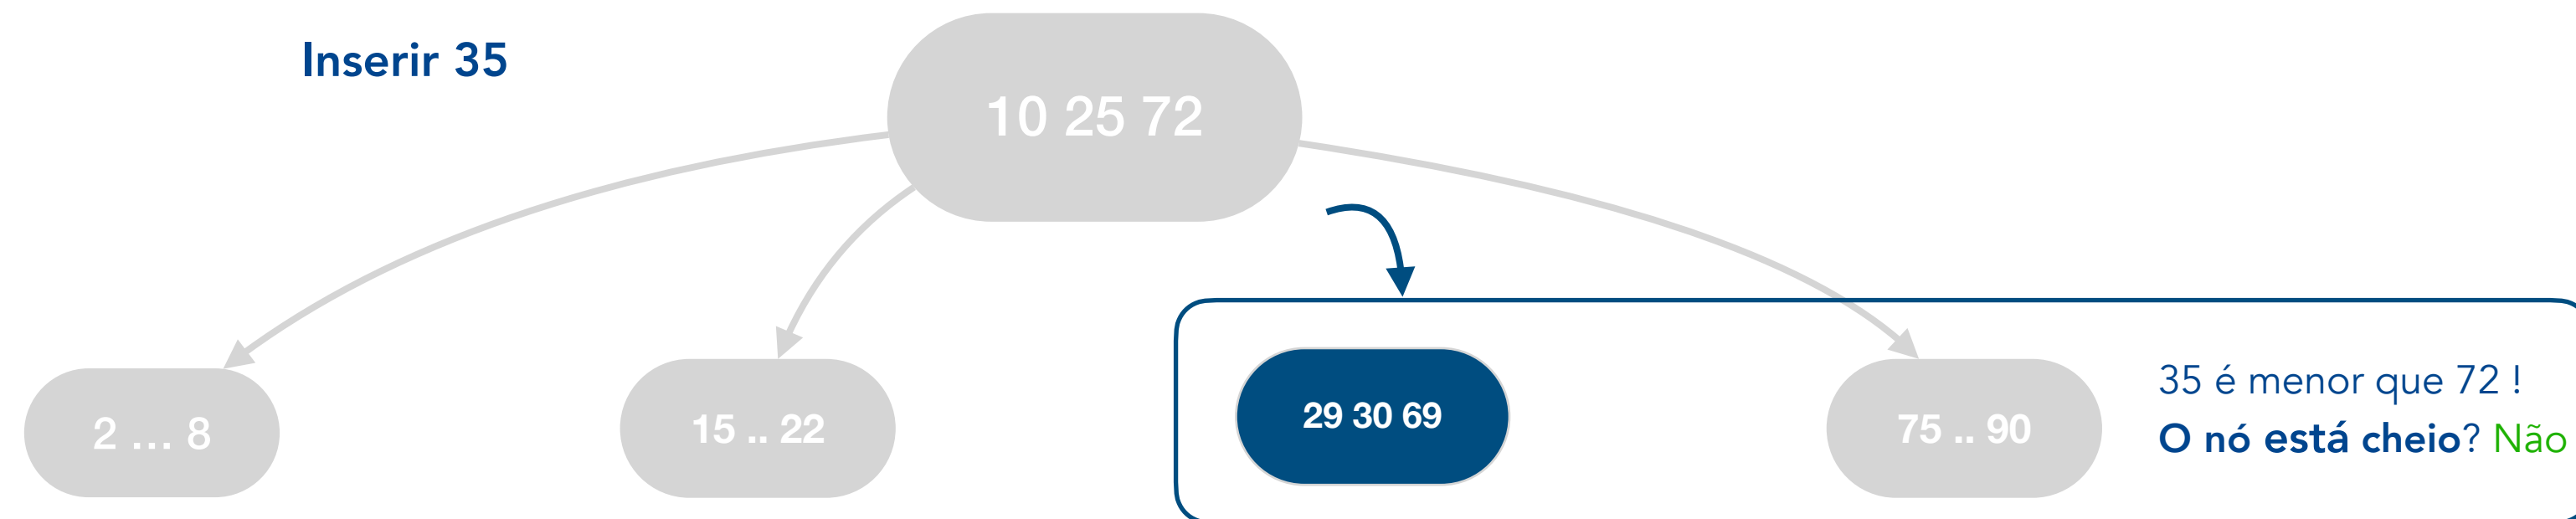 Inserir 35
10 25 72
2 ... 8
15 .. 22
29 30 69
75 .. 90
35 é menor que 72 !
O nó está cheio? Não